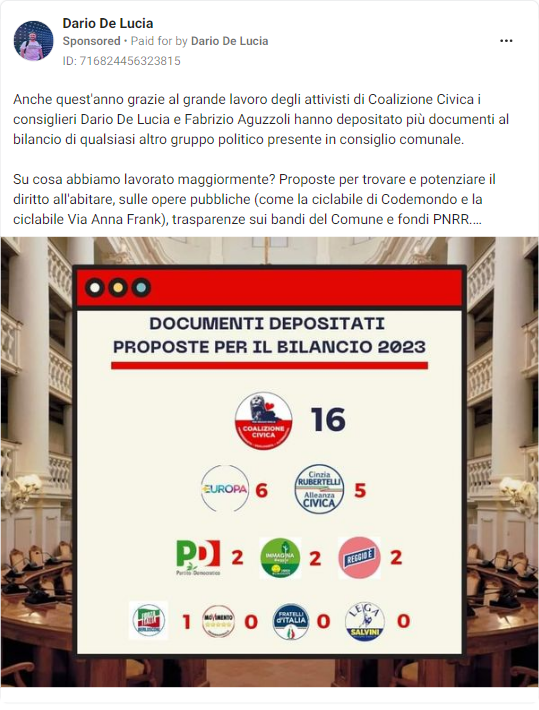 Dario De Lucia
Sponsored • Paid for by Dario De Lucia
ID: 716824456323815
Anche quest'anno grazie al grande lavoro degli attivisti di Coalizione Civica i
consiglieri Dario De Lucia e Fabrizio Aguzzoli hanno depositato più documenti al
bilancio di qualsiasi altro gruppo politico presente in consiglio comunale.
Su cosa abbiamo lavorato maggiormente? Proposte per trovare e potenziare il
diritto all'abitare, sulle opere pubbliche (come la ciclabile di Codemondo e la
ciclabile Via Anna Frank), trasparenze sui bandi del Comune e fondi PNRR....
DOCUMENTI DEPOSITATI
PROPOSTE PER IL BILANCIO 2023
COALIZIONE
CIVICA
16
+EUROPA
6
Cinzia
RUBERTELLI
Alleanza
CIVICA
5
PD
Partito Democratico
2
IMMAGINA
Reggio
2
REGGIO È
2
FORZA
ITALIA
BERLUSCONI
1
MOVIMENTO
0
FRATELLI
d'ITALIA
0
LEGA
SALVINI
0